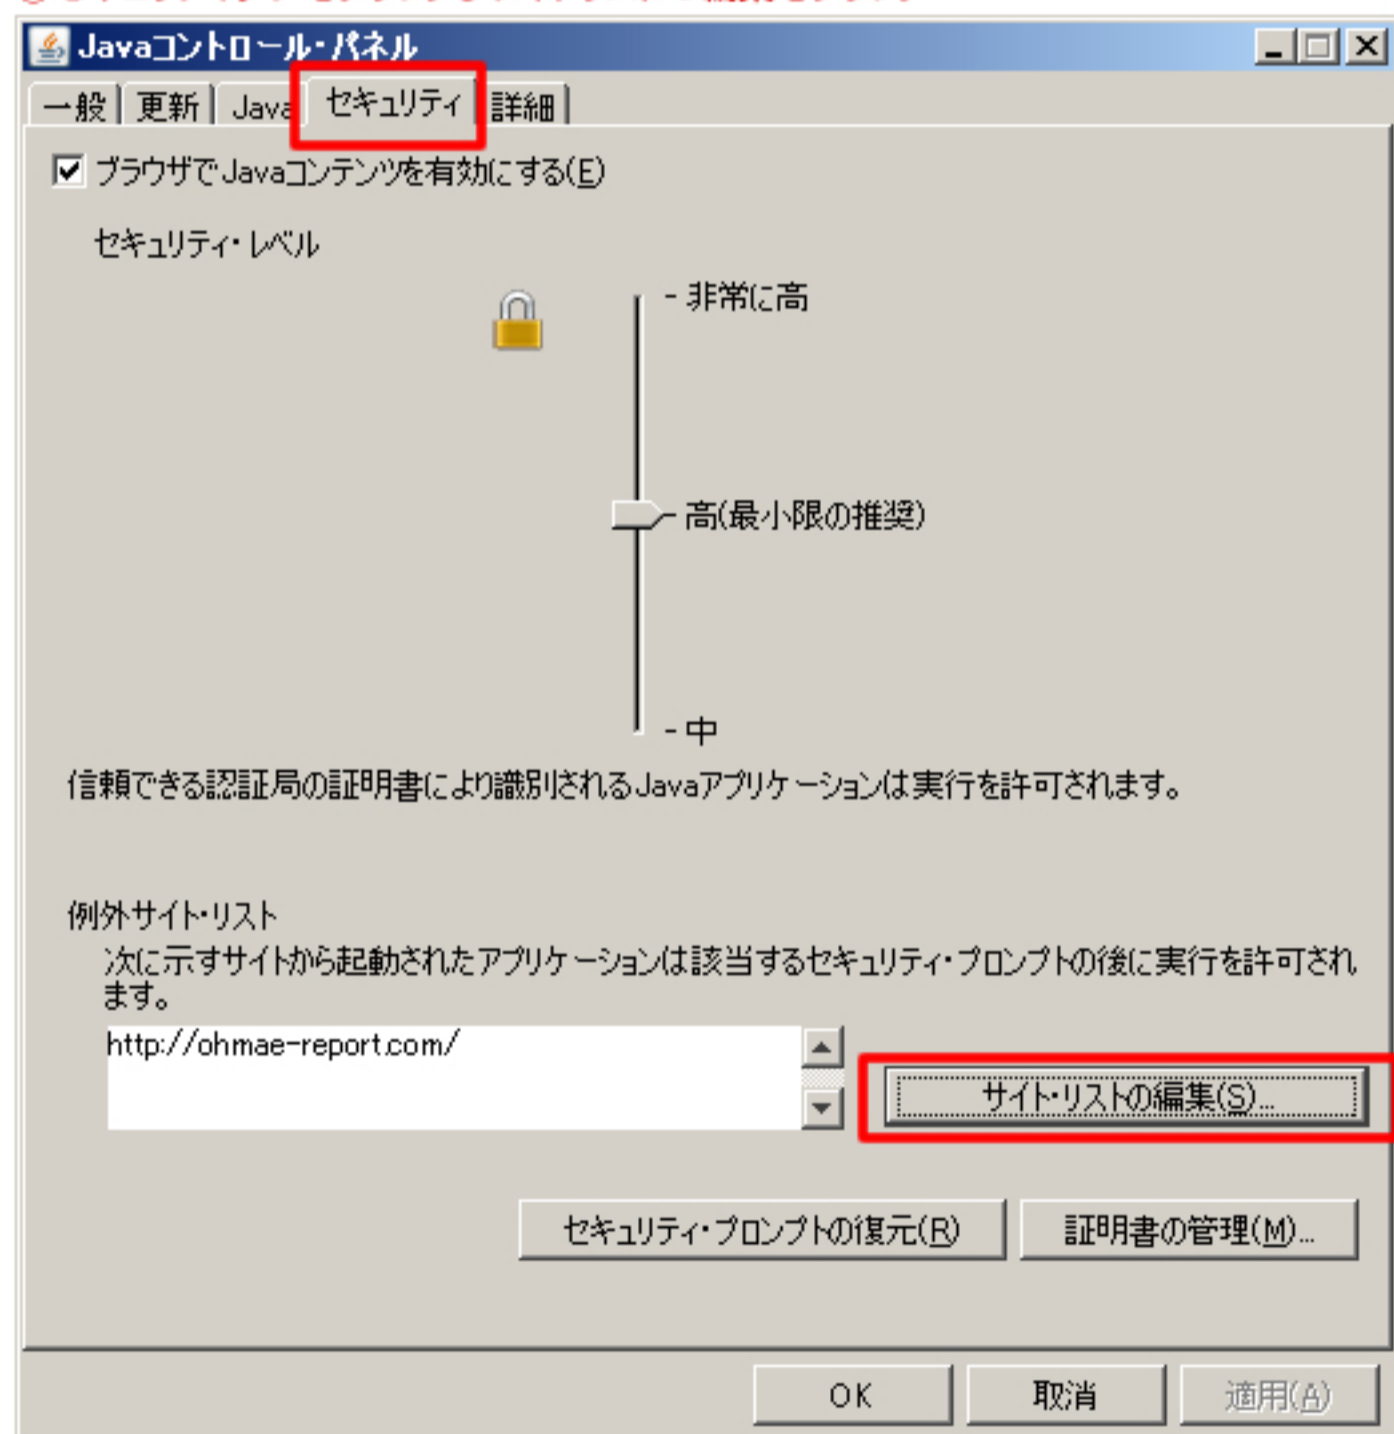 Javaコントロール・パネル
一般 更新 Java セキュリティ 詳細
ブラウザでJavaコンテンツを有効にする(E)
セキュリティ・レベル
- 非常に高
- 高(最小限の推奨)
- 中
信頼できる認証局の証明書により識別されるJavaアプリケーションは実行を許可されます。
例外サイト・リスト
次に示すサイトから起動されたアプリケーションは該当するセキュリティ・プロンプトの後に実行を許可され
ます。
http://ohmae-report.com/
サイト・リストの編集(S)...
セキュリティ・プロンプトの復元(R) 証明書の管理(M)...
OK 取消 適用(A)